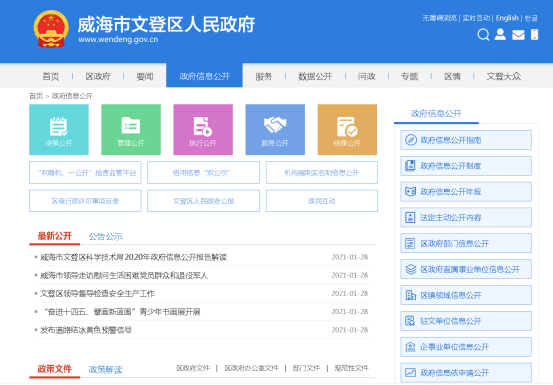 威海市文登区人民政府
www.wendeng.gov.cn
无障碍浏览 | 实时互动 | English | 한글
首页 区政府 要闻 政府信息公开 服务 数据公开 问政 专题 区情 文登大众
首页 > 政府信息公开
决策公开 管理公开 执行公开 服务公开 结果公开
“双随机、一公开”抽查监管平台 信用信息“双公示” 机构编制实名制信息公开
区级行政许可事项目录 文登区人民政府公报 政民互动
最新公开 公告公示
威海市文登区科学技术局2020年政府信息公开报告解读 2021-01-28
威海市领导走访慰问生活困难党员群众和退役军人 2021-01-28
文登区领导督导检查安全生产工作 2021-01-28
“奋进十四五、擘画新蓝图”青少年书画展开展 2021-01-28
发布道路结冰黄色预警信号 2021-01-28
政策文件 政策解读 区政府文件 | 区政府办公室文件 | 部门文件 | 规范性文件
政府信息公开
政府信息公开指南
政府信息公开制度
政府信息公开年报
法定主动公开内容
区政府部门信息公开
区政府直属事业单位信息公开
区镇领域信息公开
驻文单位信息公开
企事业单位信息公开
政府信息依申请公开